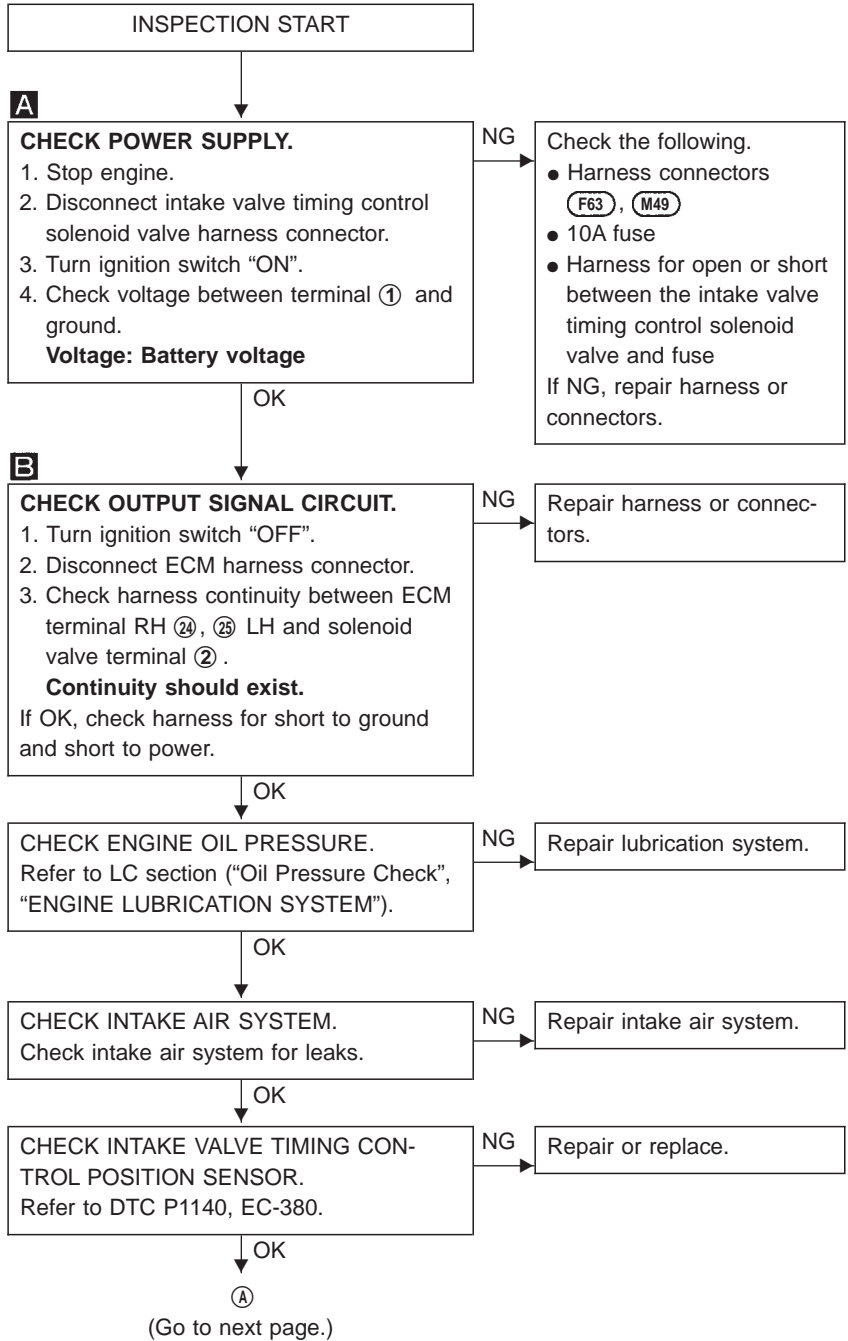 INSPECTION START
A
CHECK POWER SUPPLY.
1. Stop engine.
2. Disconnect intake valve timing control
solenoid valve harness connector.
3. Turn ignition switch “ON”.
4. Check voltage between terminal ① and
ground.
Voltage: Battery voltage
NG
Check the following.
● Harness connectors
F63 , M49
● 10A fuse
● Harness for open or short
between the intake valve
timing control solenoid
valve and fuse
If NG, repair harness or
connectors.
OK
B
CHECK OUTPUT SIGNAL CIRCUIT.
1. Turn ignition switch “OFF”.
2. Disconnect ECM harness connector.
3. Check harness continuity between ECM
terminal RH ㉔, ㉕ LH and solenoid
valve terminal ② .
Continuity should exist.
If OK, check harness for short to ground
and short to power.
NG
Repair harness or connec-
tors.
OK
CHECK ENGINE OIL PRESSURE.
Refer to LC section (“Oil Pressure Check”,
“ENGINE LUBRICATION SYSTEM”).
NG
Repair lubrication system.
OK
CHECK INTAKE AIR SYSTEM.
Check intake air system for leaks.
NG
Repair intake air system.
OK
CHECK INTAKE VALVE TIMING CON-
TROL POSITION SENSOR.
Refer to DTC P1140, EC-380.
NG
Repair or replace.
OK
Ⓐ
(Go to next page.)